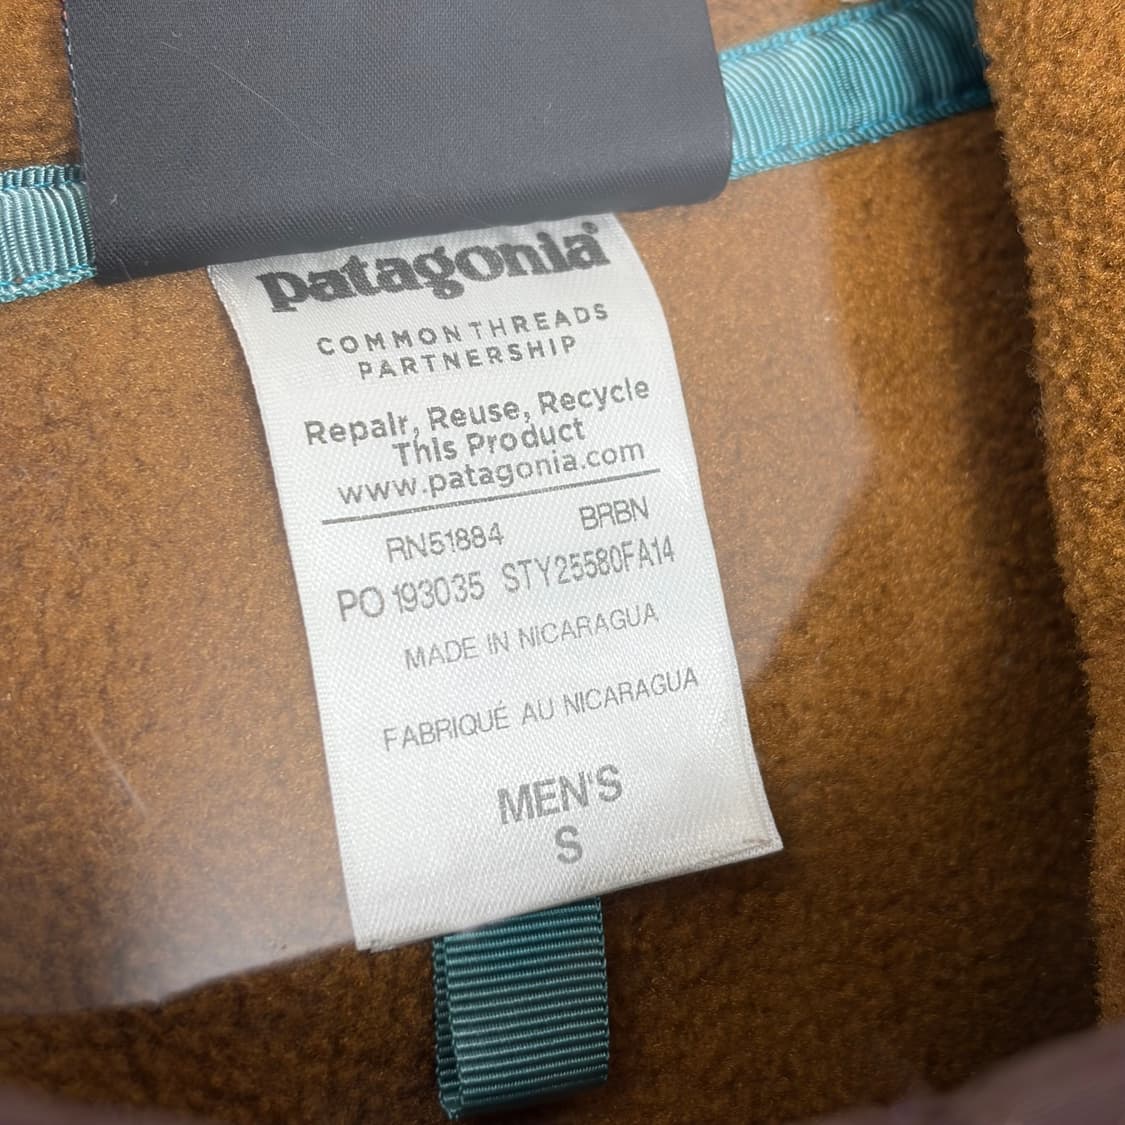 patagonia®
COMMON THREADS
PARTNERSHIP
Repair, Reuse, Recycle
This Product
www.patagonia.com
RN51884 BRBN
PO 193035 STY25580FA14
MADE IN NICARAGUA
FABRIQUÉ AU NICARAGUA
MEN'S
S